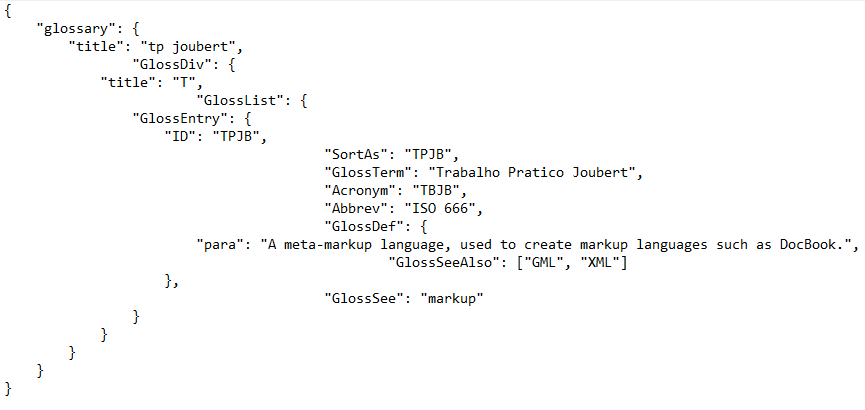 {
    "glossary": {
        "title": "tp joubert",
                "GlossDiv": {
            "title": "T",
                        "GlossList": {
                "GlossEntry": {
                    "ID": "TPJB",
                                        "SortAs": "TPJB",
                                        "GlossTerm": "Trabalho Pratico Joubert",
                                        "Acronym": "TBJB",
                                        "Abbrev": "ISO 666",
                                        "GlossDef": {
                        "para": "A meta-markup language, used to create markup languages such as DocBook.",
                                                "GlossSeeAlso": ["GML", "XML"]
                    },
                                        "GlossSee": "markup"
                }
            }
        }
    }
}